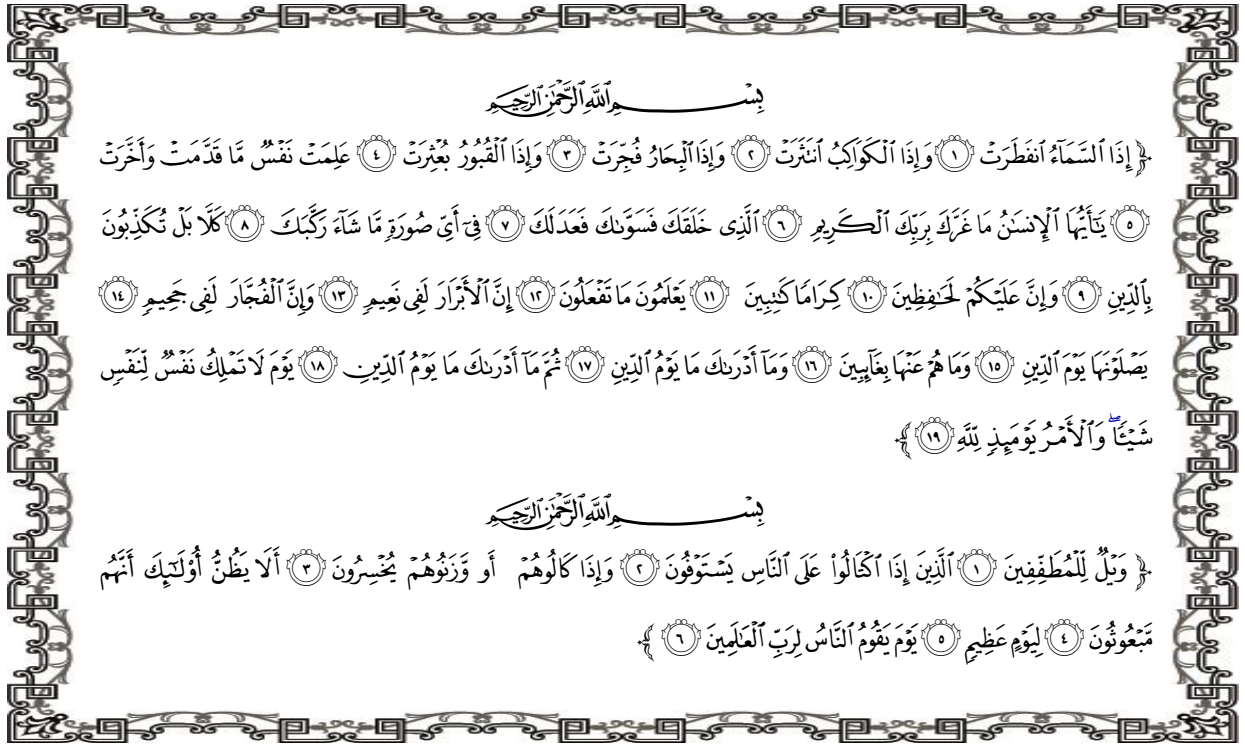 بِسْمِ ٱللَّهِ ٱلرَّحْمَٰنِ ٱلرَّحِيمِ
﴿ إِذَا ٱلسَّمَآءُ ٱنفَطَرَتْ ۝١ وَإِذَا ٱلْكَوَاكِبُ ٱنتَثَرَتْ ۝٢ وَإِذَا ٱلْبِحَارُ فُجِّرَتْ ۝٣ وَإِذَا ٱلْقُبُورُ بُعْثِرَتْ ۝٤ عَلِمَتْ نَفْسٌ مَّا قَدَّمَتْ وَأَخَّرَتْ
۝٥ يَٰٓأَيُّهَا ٱلْإِنسَٰنُ مَا غَرَّكَ بِرَبِّكَ ٱلْكَرِيمِ ۝٦ ٱلَّذِى خَلَقَكَ فَسَوَّىٰكَ فَعَدَلَكَ ۝٧ فِىٓ أَىِّ صُورَةٍ مَّا شَآءَ رَكَّبَكَ ۝٨ كَلَّا بَلْ تُكَذِّبُونَ
بِٱلدِّينِ ۝٩ وَإِنَّ عَلَيْكُمْ لَحَٰفِظِينَ ۝١٠ كِرَامًا كَٰتِبِينَ ۝١١ يَعْلَمُونَ مَا تَفْعَلُونَ ۝١٢ إِنَّ ٱلْأَبْرَارَ لَفِى نَعِيمٍ ۝١٣ وَإِنَّ ٱلْفُجَّارَ لَفِى جَحِيمٍ ۝١٤
يَصْلَوْنَهَا يَوْمَ ٱلدِّينِ ۝١٥ وَمَا هُمْ عَنْهَا بِغَآئِبِينَ ۝١٦ وَمَآ أَدْرَىٰكَ مَا يَوْمُ ٱلدِّينِ ۝١٧ ثُمَّ مَآ أَدْرَىٰكَ مَا يَوْمُ ٱلدِّينِ ۝١٨ يَوْمَ لَا تَمْلِكُ نَفْسٌ لِّنَفْسٍ
شَيْـًٔا ۖ وَٱلْأَمْرُ يَوْمَئِذٍ لِّلَّهِ ۝١٩ ﴾
بِسْمِ ٱللَّهِ ٱلرَّحْمَٰنِ ٱلرَّحِيمِ
﴿ وَيْلٌ لِّلْمُطَفِّفِينَ ۝١ ٱلَّذِينَ إِذَا ٱكْتَالُوا۟ عَلَى ٱلنَّاسِ يَسْتَوْفُونَ ۝٢ وَإِذَا كَالُوهُمْ أَو وَّزَنُوهُمْ يُخْسِرُونَ ۝٣ أَلَا يَظُنُّ أُو۟لَٰٓئِكَ أَنَّهُم
مَّبْعُوثُونَ ۝٤ لِيَوْمٍ عَظِيمٍ ۝٥ يَوْمَ يَقُومُ ٱلنَّاسُ لِرَبِّ ٱلْعَٰلَمِينَ ۝٦ ﴾